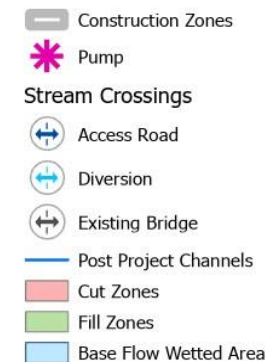 Construction Zones
Pump
Stream Crossings
Access Road
Diversion
Existing Bridge
Post Project Channels
Cut Zones
Fill Zones
Base Flow Wetted Area